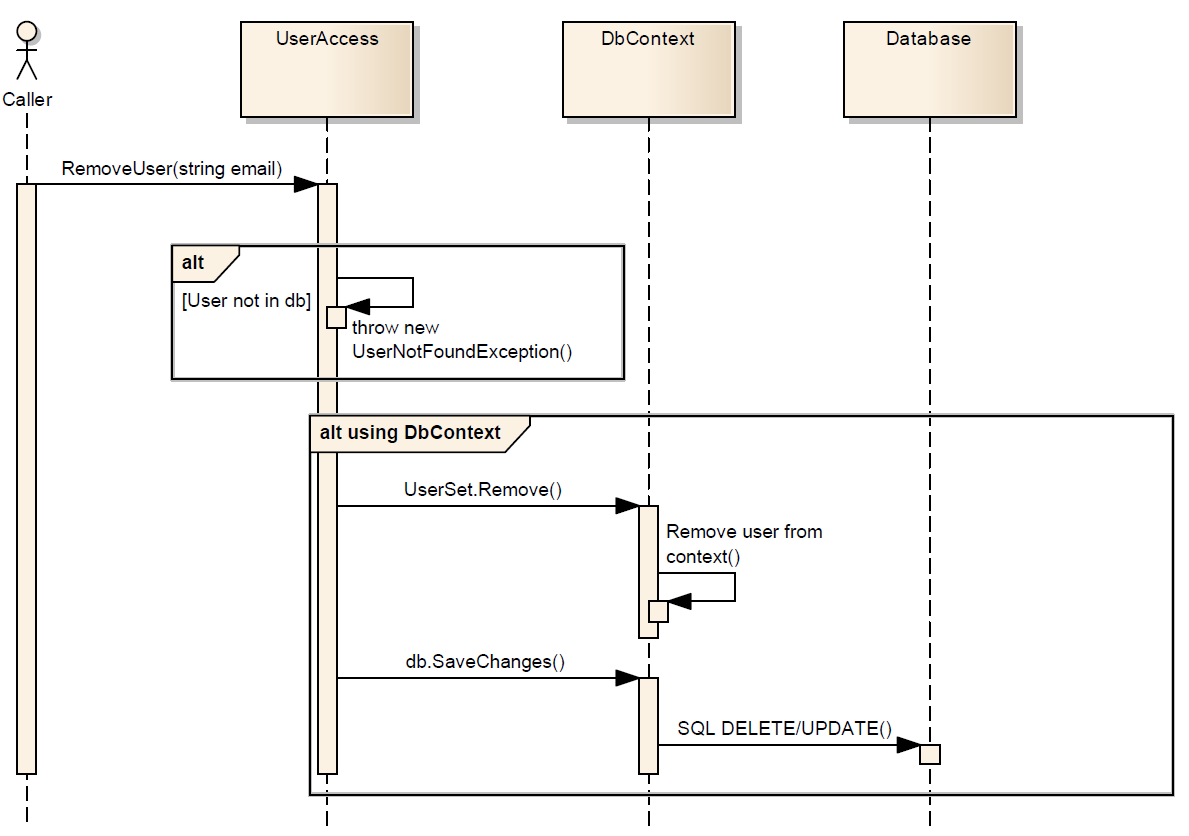 UserAccess
DbContext
Database
Caller
RemoveUser(string email)
alt
[User not in db]
throw new
UserNotFoundException()
alt using DbContext
UserSet.Remove()
Remove user from
context()
db.SaveChanges()
SQL DELETE/UPDATE()